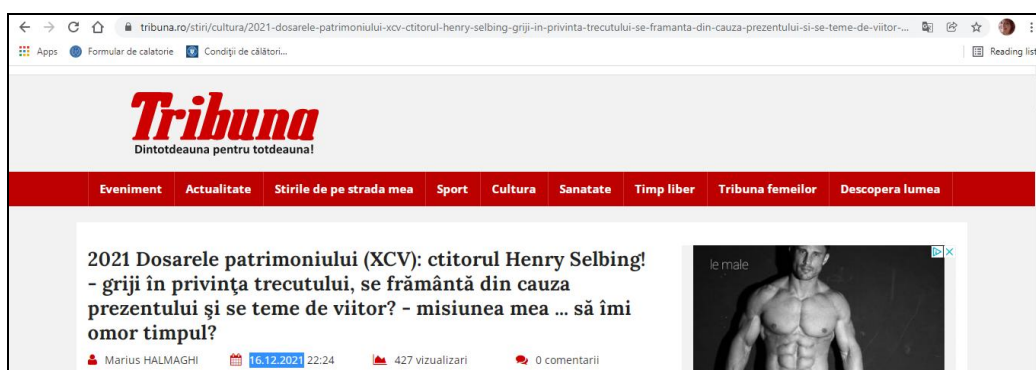 tribuna.ro/stiri/cultura/2021-dosarele-patrimoniului-xcv-ctitorul-henry-selbing-griji-in-privinta-trecutului-se-framanta-din-cauza-prezentului-si-se-teme-de-viitor-...
Apps Formular de calatorie Condiții de călători... Reading list
Tribuna
Dintotdeauna pentru totdeauna!
Eveniment Actualitate Stirile de pe strada mea Sport Cultura Sanatate Timp liber Tribuna femeilor Descopera lumea
2021 Dosarele patrimoniului (XCV): ctitorul Henry Selbing!
- griji în privinţa trecutului, se frământă din cauza
prezentului şi se teme de viitor? - misiunea mea ... să îmi
omor timpul?
Marius HALMAGHI 16.12.2021 22:24 427 vizualizari 0 comentarii
le male